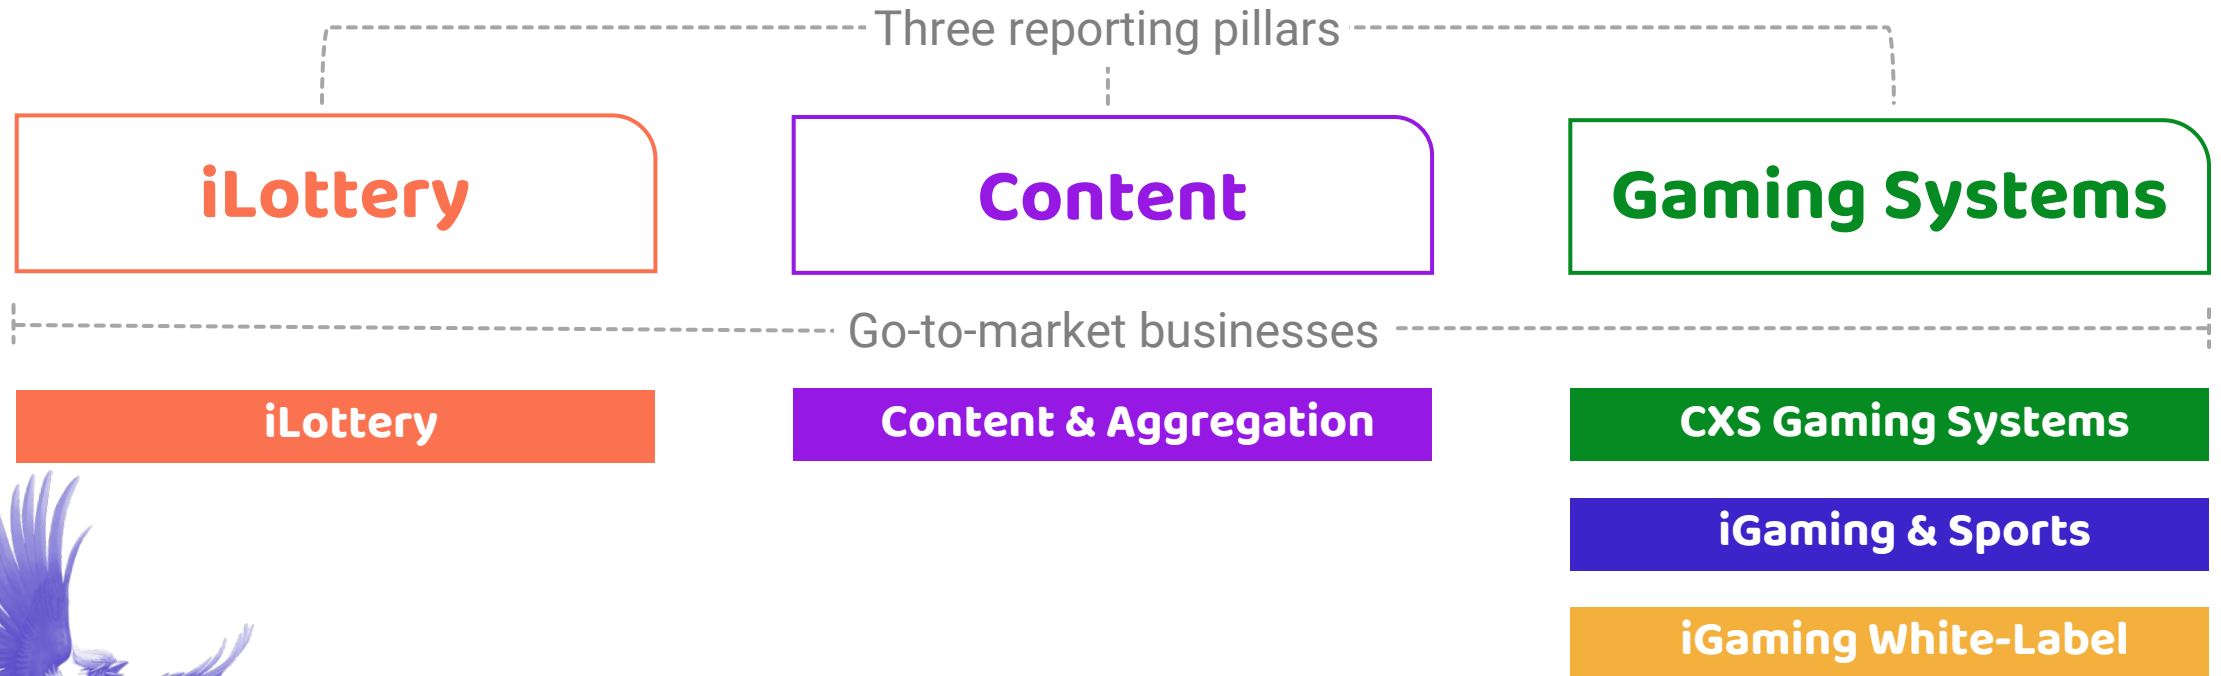 Three reporting pillars
iLottery
Content
Gaming Systems
Go-to-market businesses
iLottery
Content & Aggregation
CXS Gaming Systems
iGaming & Sports
iGaming White-Label